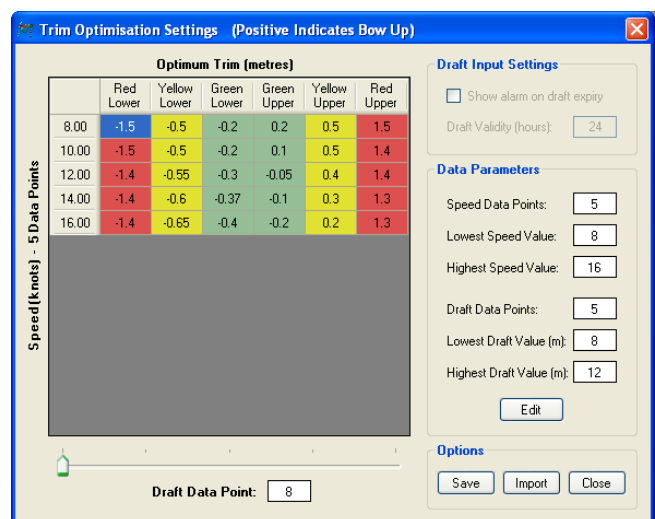 Trim Optimisation Settings (Positive Indicates Bow Up)
Optimum Trim (metres)
Red Lower Yellow Lower Green Lower Green Upper Yellow Upper Red Upper
8.00 -1.5 -0.5 -0.2 0.2 0.5 1.5
10.00 -1.5 -0.5 -0.2 0.1 0.5 1.4
12.00 -1.4 -0.55 -0.3 -0.05 0.4 1.4
14.00 -1.4 -0.6 -0.37 -0.1 0.3 1.3
16.00 -1.4 -0.65 -0.4 -0.2 0.2 1.3
Speed(knots) - 5 Data Points
Draft Data Point: 8
Draft Input Settings
Show alarm on draft expiry
Draft Validity (hours): 24
Data Parameters
Speed Data Points: 5
Lowest Speed Value: 8
Highest Speed Value: 16
Draft Data Points: 5
Lowest Draft Value (m): 8
Highest Draft Value (m): 12
Edit
Options
Save Import Close